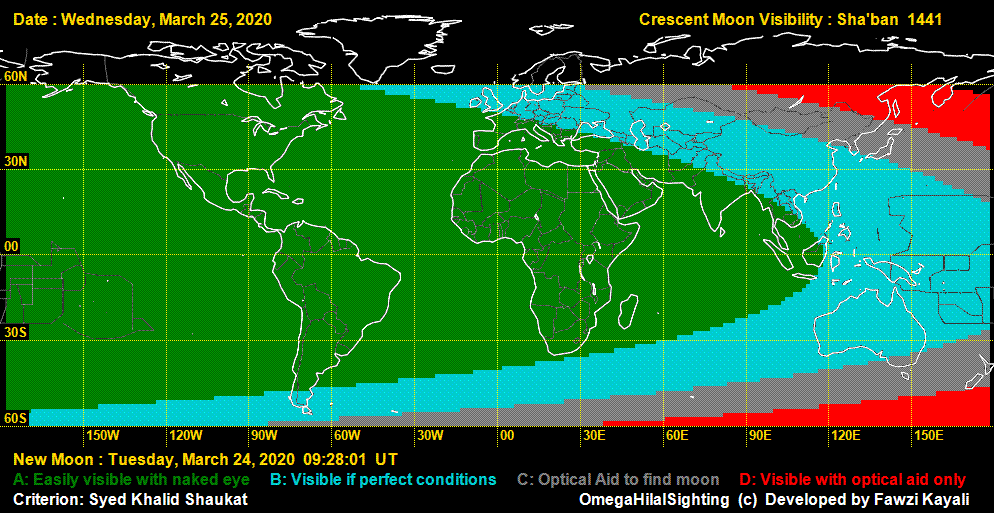 Date : Wednesday, March 25, 2020 Crescent Moon Visibility : Sha'ban 1441
60N
30N
00
30S
60S
150W 120W 90W 60W 30W 00 30E 60E 90E 120E 150E
New Moon : Tuesday, March 24, 2020 09:28:01 UT
A: Easily visible with naked eye B: Visible if perfect conditions C: Optical Aid to find moon D: Visible with optical aid only
Criterion: Syed Khalid Shaukat OmegaHilalSighting (c) Developed by Fawzi Kayali